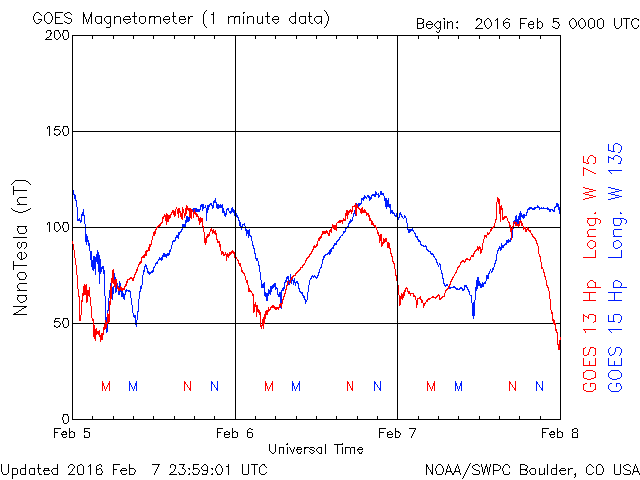 GOES Magnetometer (1 minute data)
Begin: 2016 Feb 5 0000 UTC
200
150
100
50
0
NanoTesla (nT)
M M N N M M N N M M N N
Feb 5 Feb 6 Feb 7 Feb 8
Universal Time
GOES 13 Hp Long. W 75
GOES 15 Hp Long. W 135
Updated 2016 Feb 7 23:59:01 UTC
NOAA/SWPC Boulder, CO USA